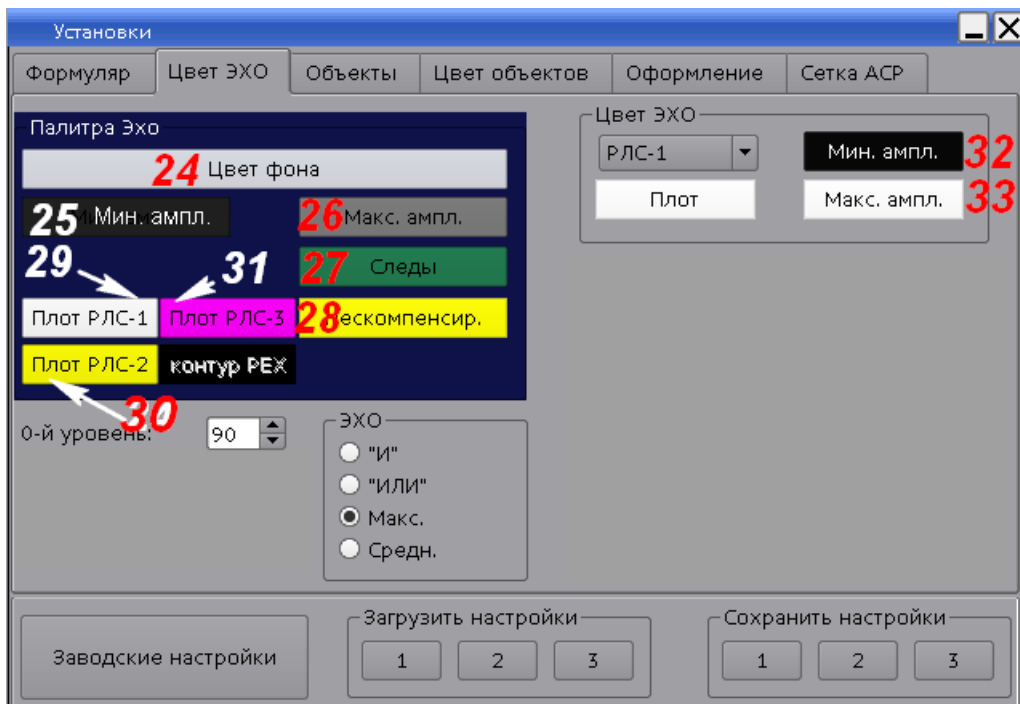 Установки
Формуляр Цвет ЭХО Объекты Цвет объектов Оформление Сетка АСР
Палитра Эхо
24 Цвет фона
25 Мин. ампл. 26 Макс. ампл.
29 31 27 Следы
Плот РЛС-1 Плот РЛС-3 28 ескомпенсир.
Плот РЛС-2 контур РЕХ
30
0-й уровень: 90
ЭХО
"И"
"ИЛИ"
Макс.
Средн.
Цвет ЭХО
РЛС-1 Мин. ампл. 32
Плот Макс. ампл. 33
Заводские настройки
Загрузить настройки
1 2 3
Сохранить настройки
1 2 3